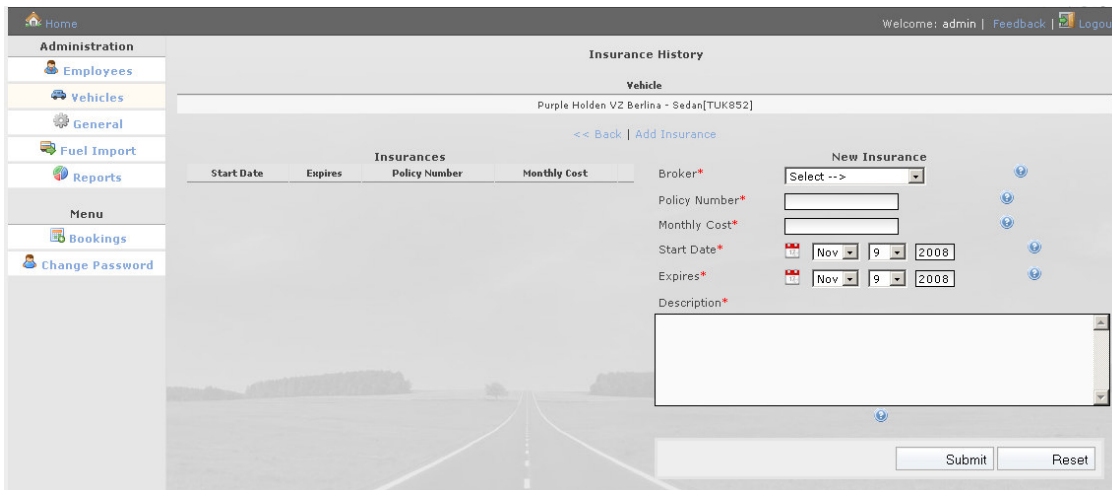 Home
Welcome: admin | Feedback | Logou
Administration
Employees
Vehicles
General
Fuel Import
Reports
Menu
Bookings
Change Password
Insurance History
Vehicle
Purple Holden VZ Berlina - Sedan[TUK852]
<< Back | Add Insurance
Insurances
Start Date Expires Policy Number Monthly Cost
New Insurance
Broker* Select -->
Policy Number*
Monthly Cost*
Start Date* Nov 9 2008
Expires* Nov 9 2008
Description*
Submit Reset